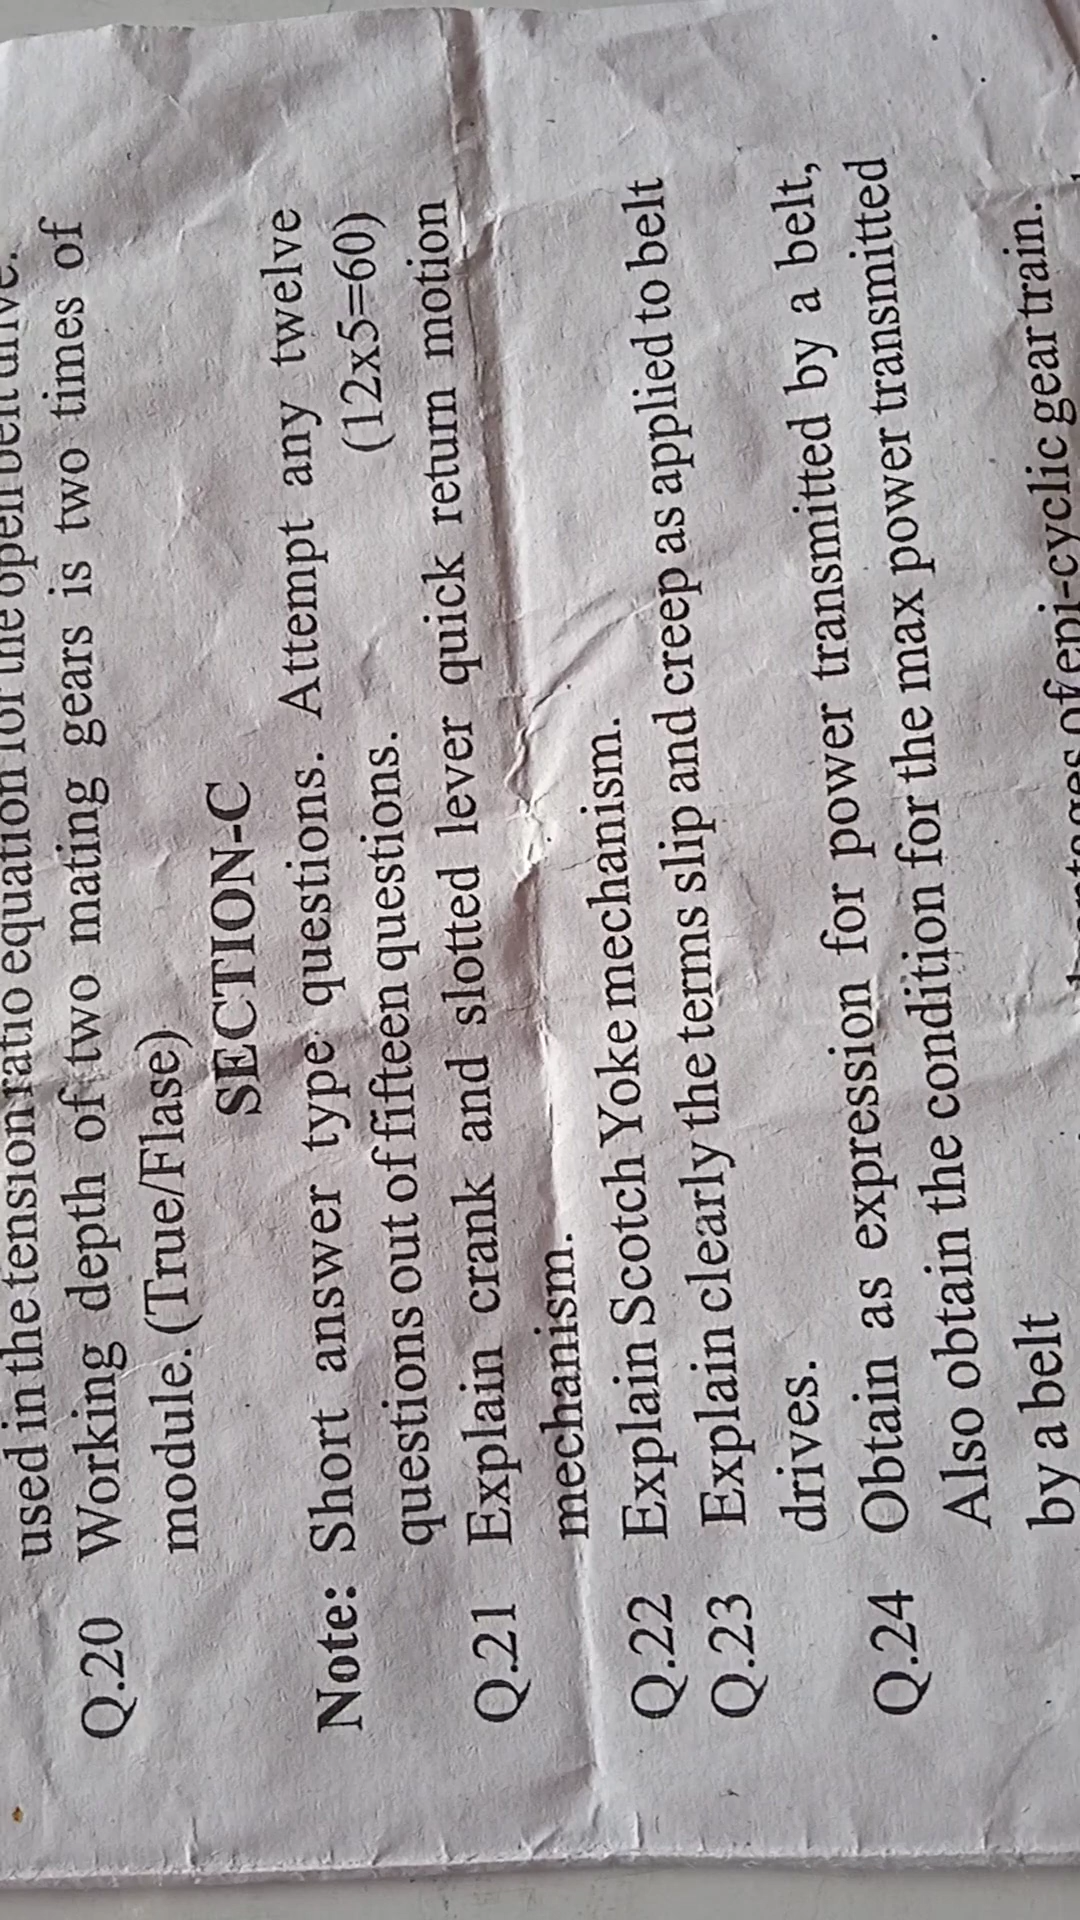 used in the tension ratio equation for the open belt drive.
Q.20 Working depth of two mating gears is two times of
module. (True/Flase)
SECTION-C
Note: Short answer type questions. Attempt any twelve
questions out of fifteen questions. (12x5=60)
Q.21 Explain crank and slotted lever quick return motion
mechanism.
Q.22 Explain Scotch Yoke mechanism.
Q.23 Explain clearly the terms slip and creep as applied to belt
drives.
Q.24 Obtain as expression for power transmitted by a belt,
Also obtain the condition for the max power transmitted
by a belt
of epi-cyclic gear train.